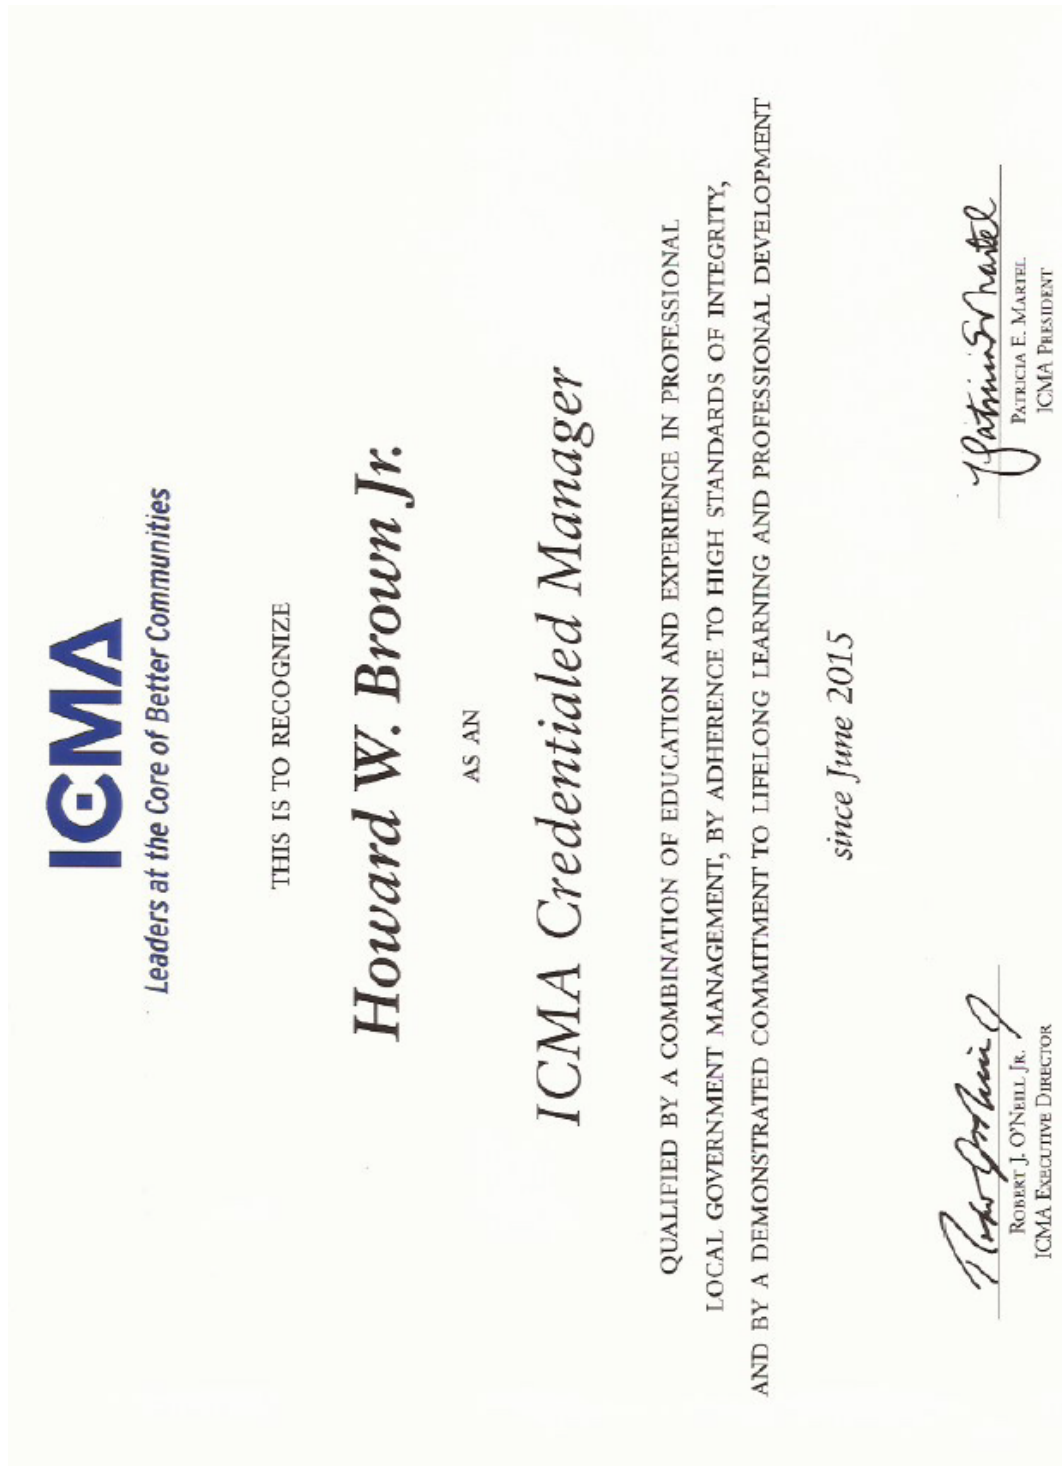 ICMA
Leaders at the Core of Better Communities
THIS IS TO RECOGNIZE
Howard W. Brown Jr.
AS AN
ICMA Credentialed Manager
QUALIFIED BY A COMBINATION OF EDUCATION AND EXPERIENCE IN PROFESSIONAL
LOCAL GOVERNMENT MANAGEMENT, BY ADHERENCE TO HIGH STANDARDS OF INTEGRITY,
AND BY A DEMONSTRATED COMMITMENT TO LIFELONG LEARNING AND PROFESSIONAL DEVELOPMENT
since June 2015
ROBERT J. O'NEILL JR.
ICMA EXECUTIVE DIRECTOR
PATRICIA E. MARTEL
ICMA PRESIDENT